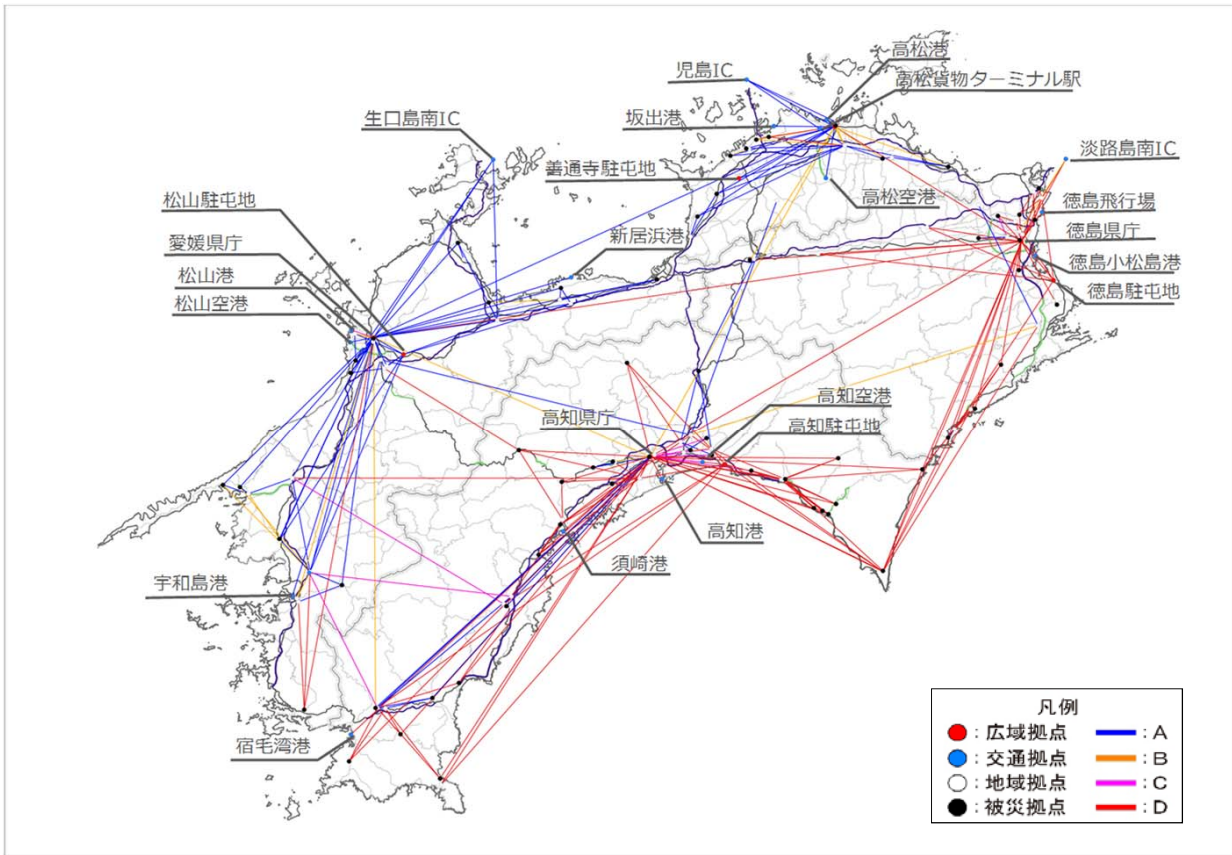 高松港
児島IC
高松貨物ターミナル駅
坂出港
生口島南IC
淡路島南IC
善通寺駐屯地
高松空港
松山駐屯地
徳島飛行場
愛媛県庁
新居浜港
徳島県庁
松山港
徳島小松島港
松山空港
徳島駐屯地
高知空港
高知県庁
高知駐屯地
高知港
須崎港
宇和島港
宿毛湾港
凡例
：広域拠点 ：A
：交通拠点 ：B
：地域拠点 ：C
：被災拠点 ：D